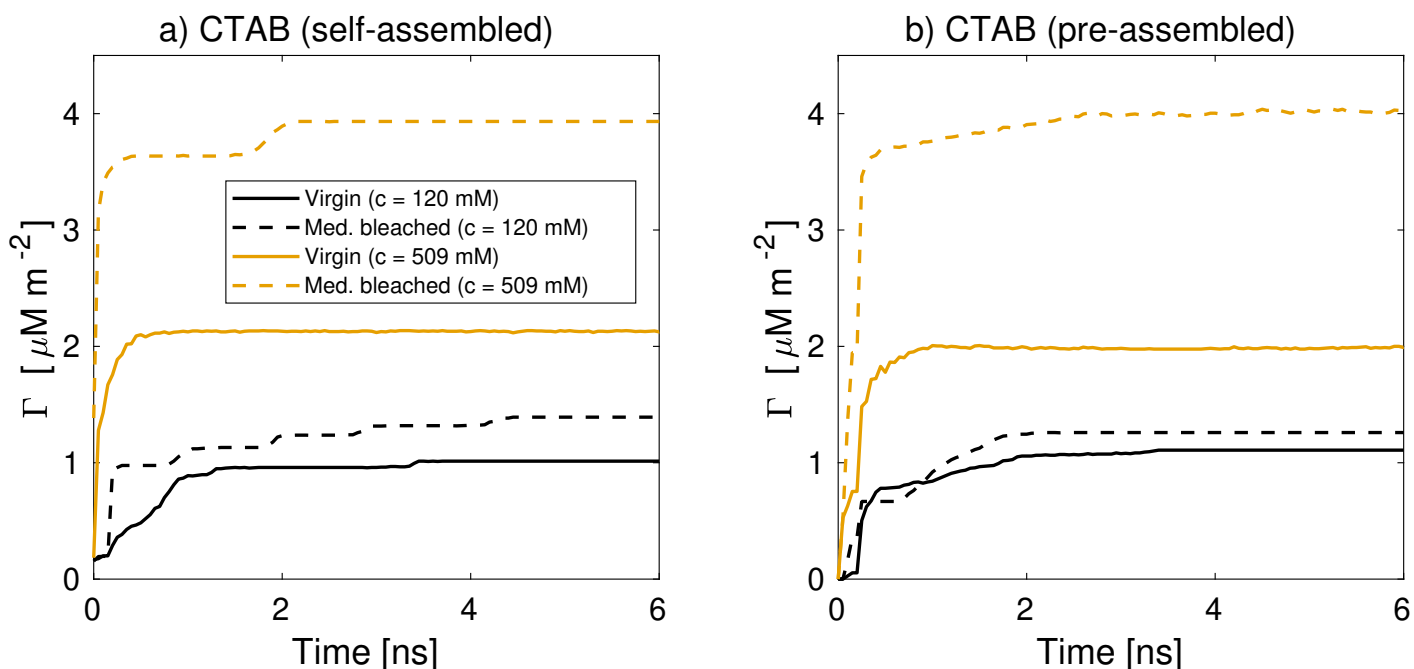 a) CTAB (self-assembled)
4
3
2
1
0
Γ [ μM m⁻²]
Virgin (c = 120 mM)
Med. bleached (c = 120 mM)
Virgin (c = 509 mM)
Med. bleached (c = 509 mM)
0 2 4 6
Time [ns]
b) CTAB (pre-assembled)
4
3
2
1
0
Γ [ μM m⁻²]
0 2 4 6
Time [ns]